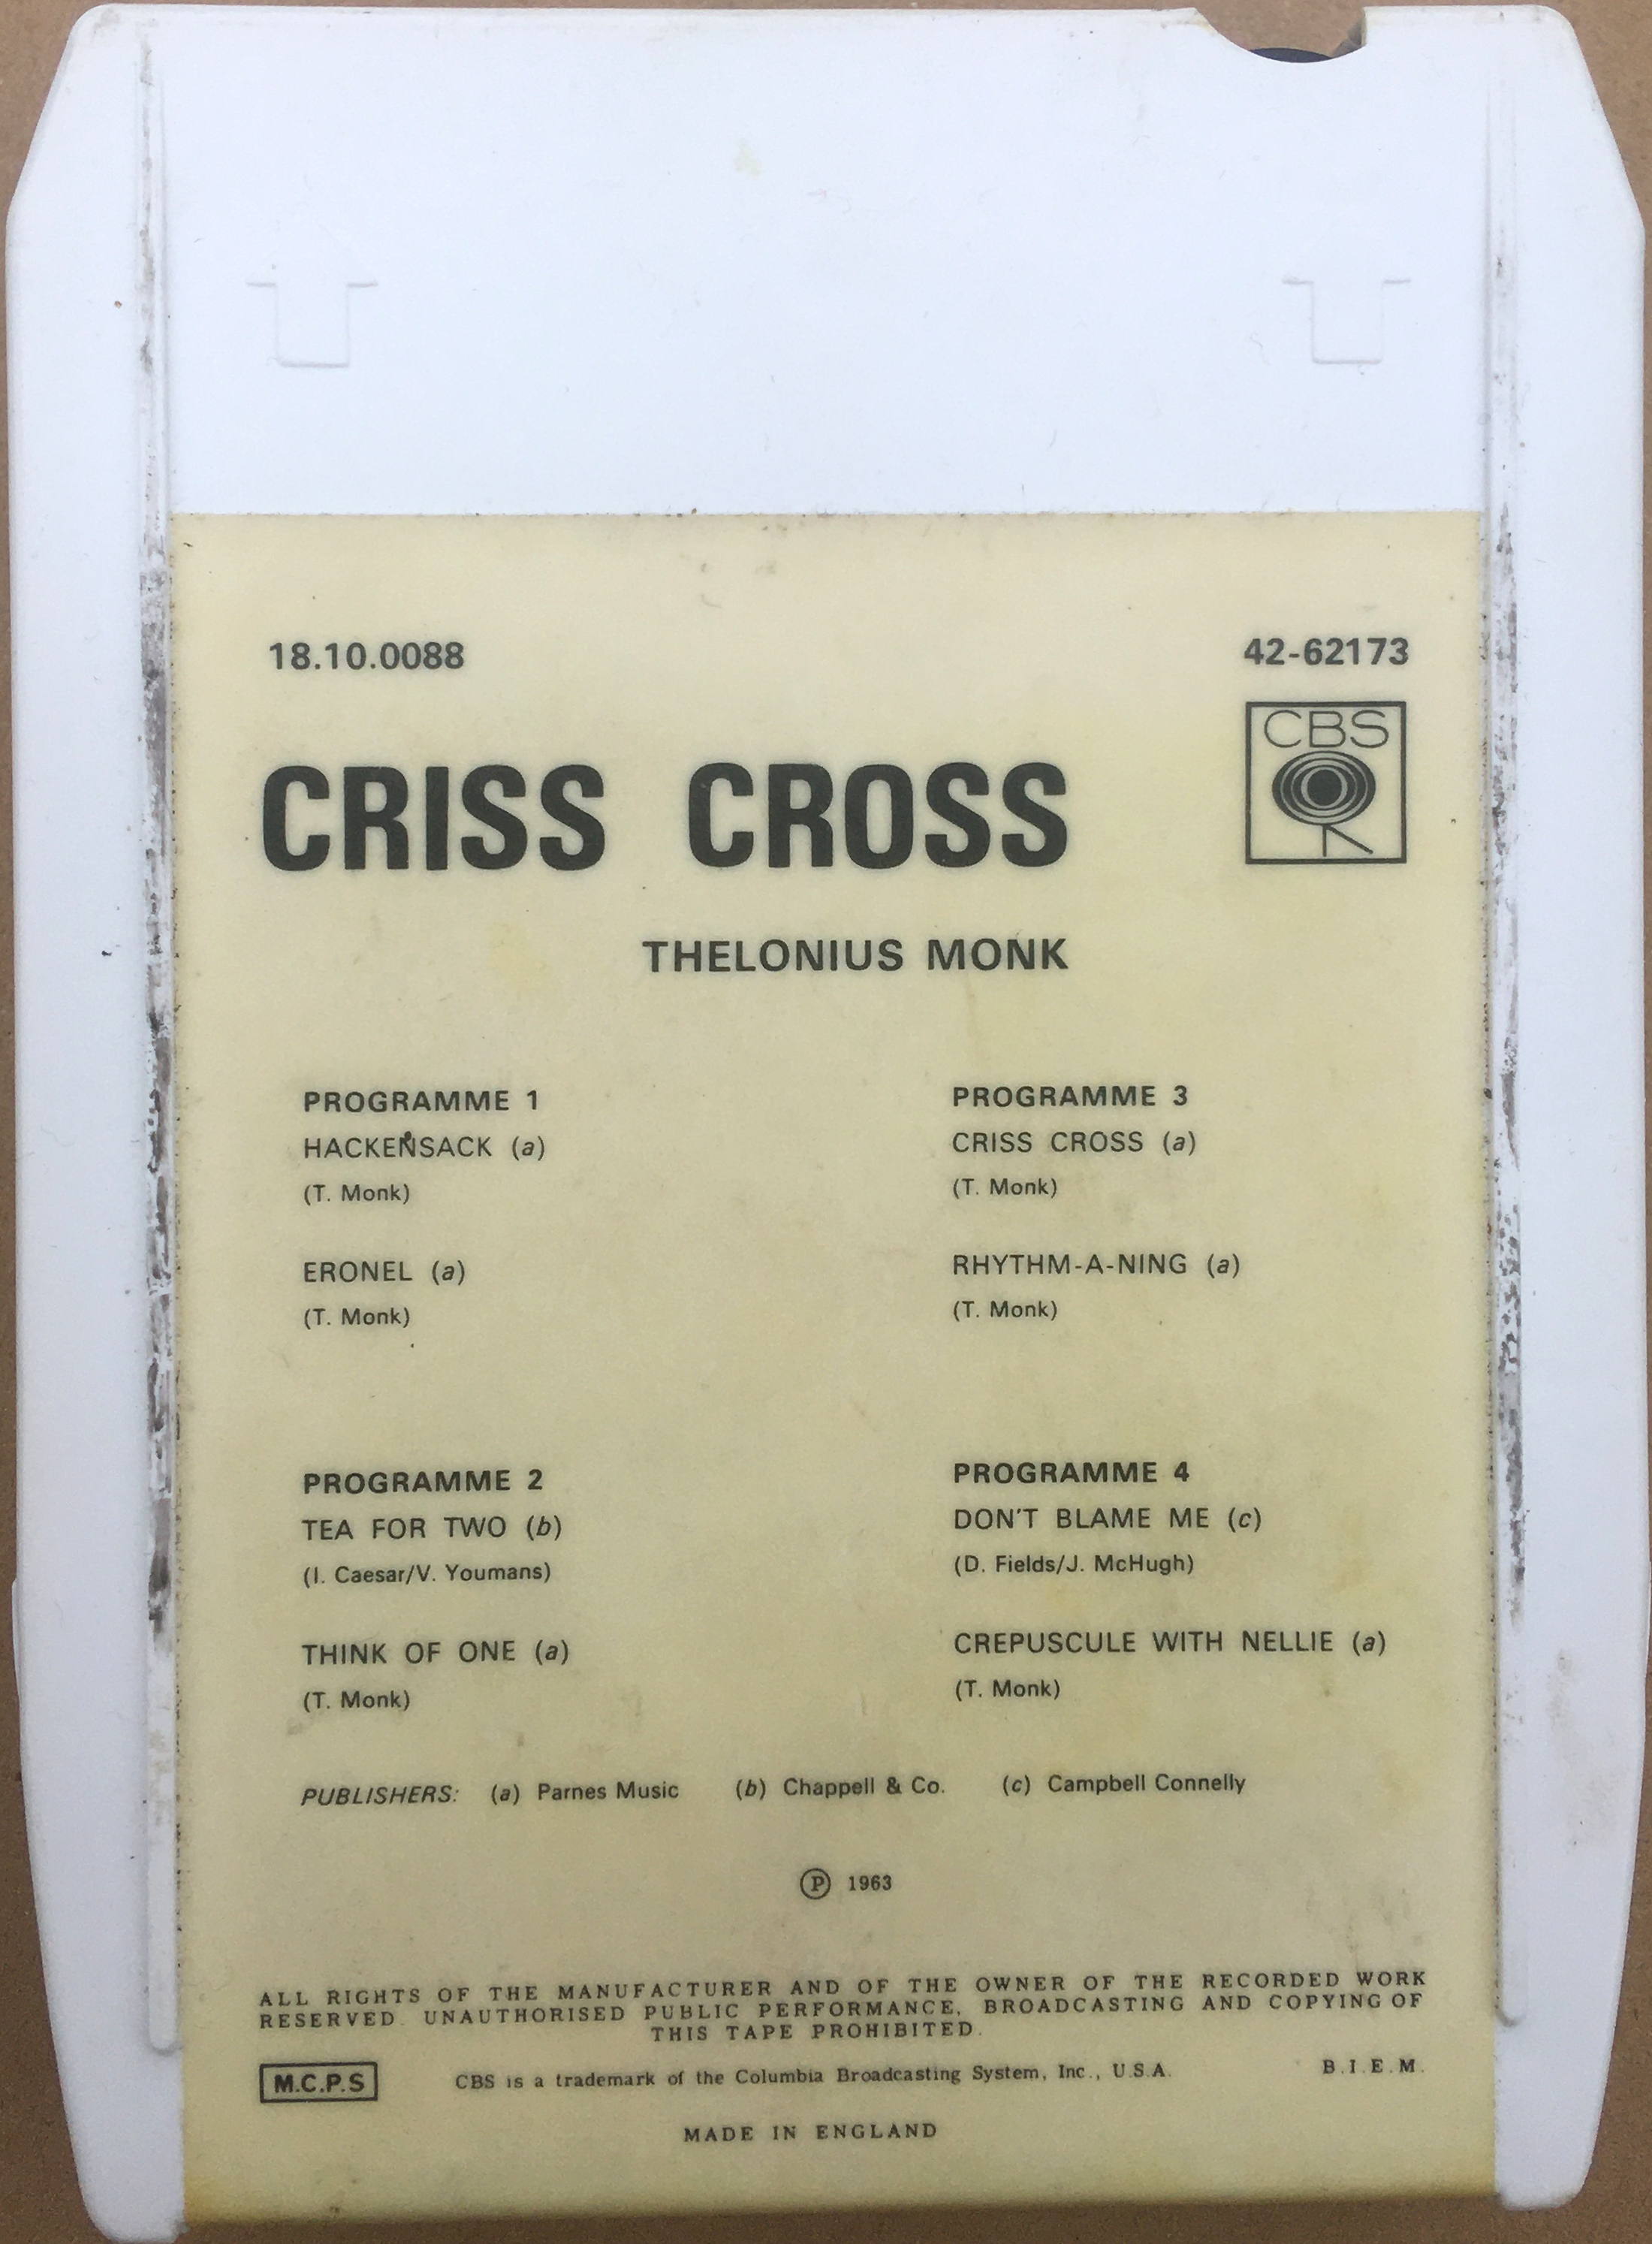 18.10.0088
42-62173
CBS
CRISS CROSS
THELONIUS MONK
PROGRAMME 1
HACKENSACK (a)
(T. Monk)
ERONEL (a)
(T. Monk)
PROGRAMME 2
TEA FOR TWO (b)
(I. Caesar/V. Youmans)
THINK OF ONE (a)
(T. Monk)
PROGRAMME 3
CRISS CROSS (a)
(T. Monk)
RHYTHM-A-NING (a)
(T. Monk)
PROGRAMME 4
DON'T BLAME ME (c)
(D. Fields/J. McHugh)
CREPUSCULE WITH NELLIE (a)
(T. Monk)
PUBLISHERS: (a) Parnes Music (b) Chappell & Co. (c) Campbell Connelly
Ⓟ 1963
ALL RIGHTS OF THE MANUFACTURER AND OF THE OWNER OF THE RECORDED WORK
RESERVED. UNAUTHORISED PUBLIC PERFORMANCE, BROADCASTING AND COPYING OF
THIS TAPE PROHIBITED.
M.C.P.S
CBS is a trademark of the Columbia Broadcasting System, Inc., U.S.A.
B.I.E.M.
MADE IN ENGLAND